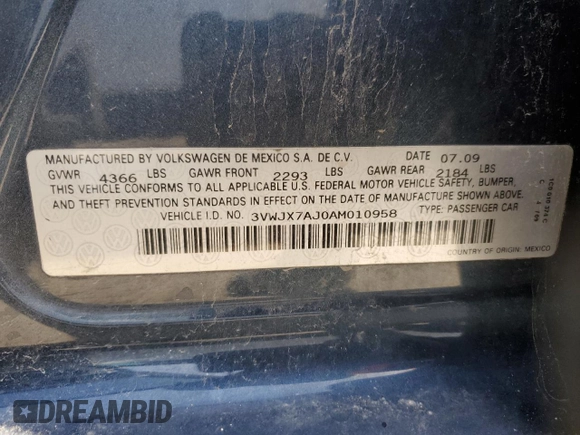 MANUFACTURED BY VOLKSWAGEN DE MEXICO S.A. DE C.V. DATE 07.09
GVWR 4366 LBS GAWR FRONT 2293 LBS GAWR REAR 2184 LBS
THIS VEHICLE CONFORMS TO ALL APPLICABLE U.S. FEDERAL MOTOR VEHICLE SAFETY, BUMPER,
AND THEFT PREVENTION STANDARDS IN EFFECT ON THE DATE OF MANUFACTURE SHOWN ABOVE.
VEHICLE I.D. NO. 3VWJX7AJ0AM010958 TYPE: PASSENGER CAR
COUNTRY OF ORIGIN: MEXICO
DREAMBID